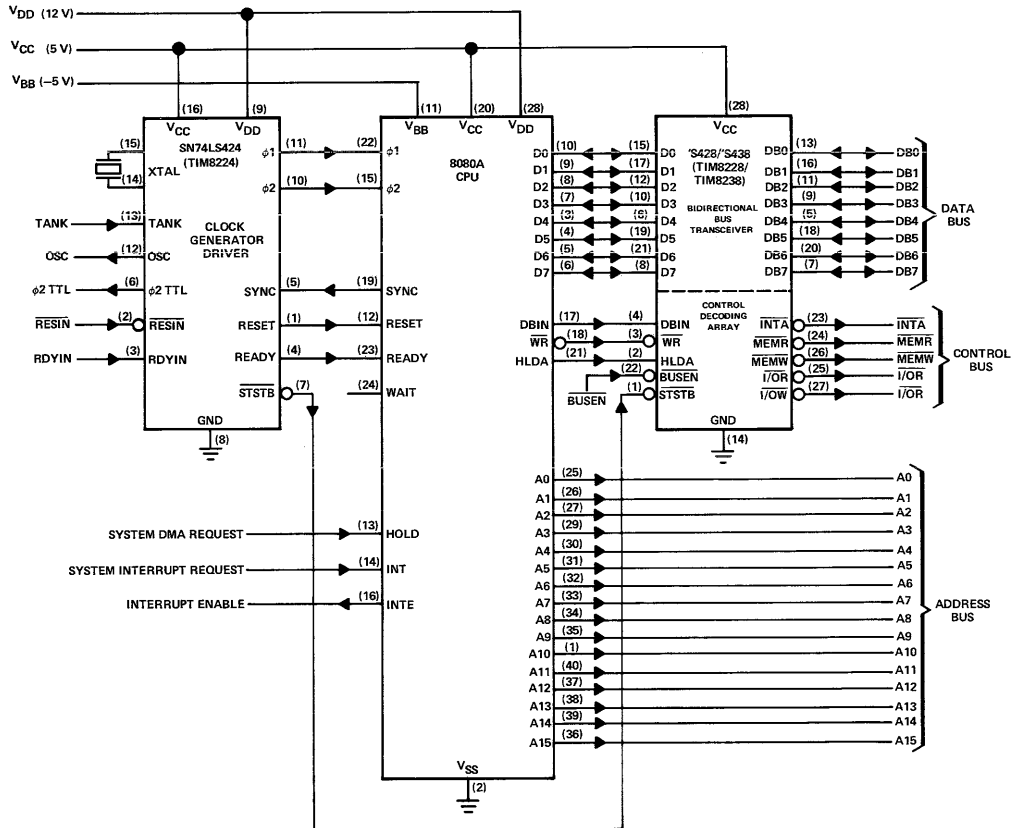 VDD (12 V)
VCC (5 V)
VBB (−5 V)
(16)
(9)
(11)
(20)
(28)
(28)
VCC
VDD
SN74LS424
(TIM8224)
(15)
XTAL
(14)
ϕ1
(11)
ϕ2
(10)
TANK
(13)
TANK
CLOCK
GENERATOR
DRIVER
OSC
(12)
OSC
ϕ2 TTL
(6)
ϕ2 TTL
SYNC
(5)
RESIN
(2)
RESIN
RESET
(1)
RDYIN
(3)
RDYIN
READY
(4)
STSTB
(7)
GND
(8)
VBB
VCC
VDD
8080A
CPU
(22)
ϕ1
(15)
ϕ2
(19)
SYNC
(12)
RESET
(23)
READY
(24)
WAIT
SYSTEM DMA REQUEST
(13)
HOLD
SYSTEM INTERRUPT REQUEST
(14)
INT
INTERRUPT ENABLE
(16)
INTE
VSS
(2)
D0 (10) (15) D0
D1 (9) (17) D1
D2 (8) (12) D2
D3 (7) (10) D3
D4 (3) (6) D4
D5 (4) (19) D5
D6 (5) (21) D6
D7 (6) (8) D7
DBIN (17) (4) DBIN
WR (18) (3) WR
HLDA (21) (2) HLDA
BUSEN (22) BUSEN
(1) STSTB
VCC
'S428/'S438
(TIM8228/
TIM8238)
BIDIRECTIONAL
BUS
TRANSCEIVER
CONTROL
DECODING
ARRAY
GND
(14)
DB0 (13) DB0
DB1 (16) DB1
DB2 (11) DB2
DB3 (9) DB3
DB4 (5) DB4
DB5 (18) DB5
DB6 (20) DB6
DB7 (7) DB7
DATA
BUS
INTA (23) INTA
MEMR (24) MEMR
MEMW (26) MEMW
I/OR (25) I/OR
I/OW (27) I/OR
CONTROL
BUS
A0 (25) A0
A1 (26) A1
A2 (27) A2
A3 (29) A3
A4 (30) A4
A5 (31) A5
A6 (32) A6
A7 (33) A7
A8 (34) A8
A9 (35) A9
A10 (1) A10
A11 (40) A11
A12 (37) A12
A13 (38) A13
A14 (39) A14
A15 (36) A15
ADDRESS
BUS